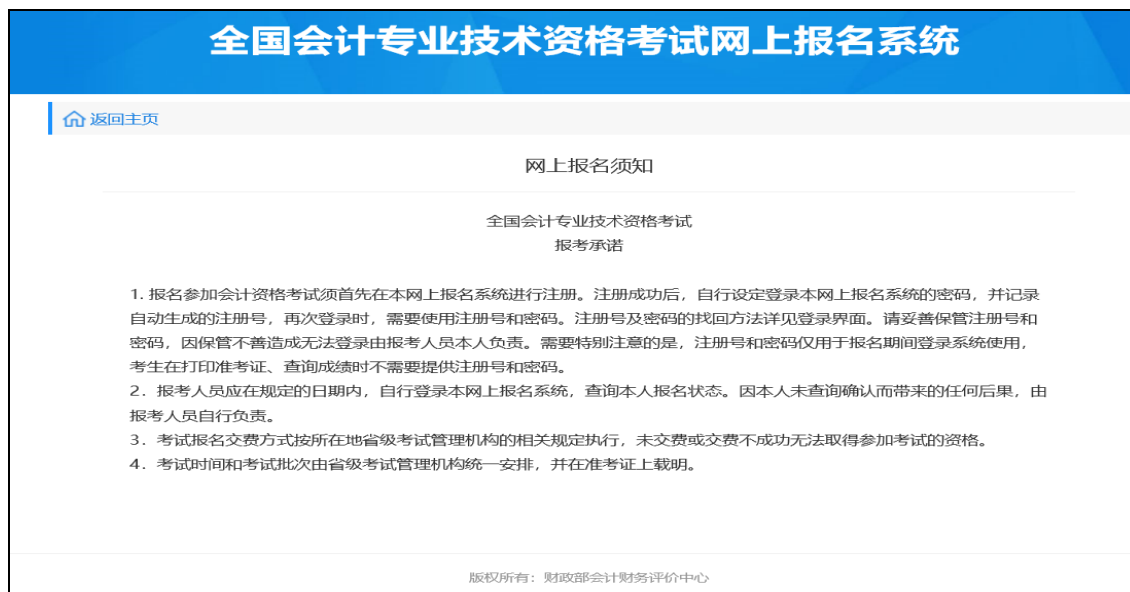 全国会计专业技术资格考试网上报名系统
返回主页
网上报名须知
全国会计专业技术资格考试
报考承诺
1. 报名参加会计资格考试须首先在本网上报名系统进行注册。注册成功后，自行设定登录本网上报名系统的密码，并记录
自动生成的注册号，再次登录时，需要使用注册号和密码。注册号及密码的找回方法详见登录界面。请妥善保管注册号和
密码，因保管不善造成无法登录由报考人员本人负责。需要特别注意的是，注册号和密码仅用于报名期间登录系统使用，
考生在打印准考证、查询成绩时不需要提供注册号和密码。
2．报考人员应在规定的日期内，自行登录本网上报名系统，查询本人报名状态。因本人未查询确认而带来的任何后果，由
报考人员自行负责。
3．考试报名交费方式按所在地省级考试管理机构的相关规定执行，未交费或交费不成功无法取得参加考试的资格。
4．考试时间和考试批次由省级考试管理机构统一安排，并在准考证上载明。
版权所有：财政部会计财务评价中心